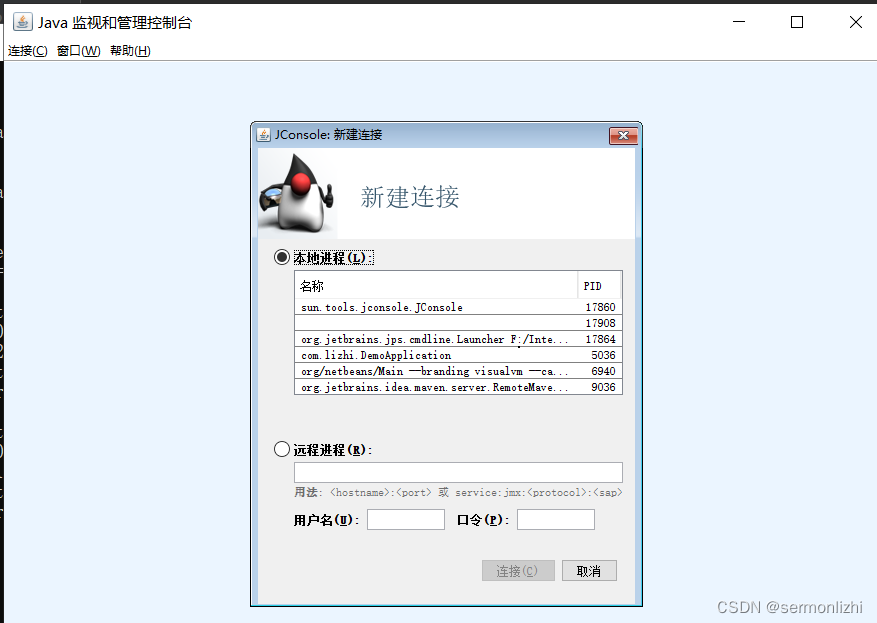 Java 监视和管理控制台
连接(C) 窗口(W) 帮助(H)
JConsole: 新建连接
新建连接
本地进程(L):
名称 PID
sun.tools.jconsole.JConsole 17860
17908
org.jetbrains.jps.cmdline.Launcher F:/Inte... 17864
com.lizhi.DemoApplication 5036
org/netbeans/Main —branding visualvm —ca... 6940
org.jetbrains.idea.maven.server.RemoteMave... 9036
远程进程(R):
用法: <hostname>:<port> 或 service:jmx:<protocol>:<sap>
用户名(U): 口令(P):
连接(C) 取消
CSDN @sermonlizhi